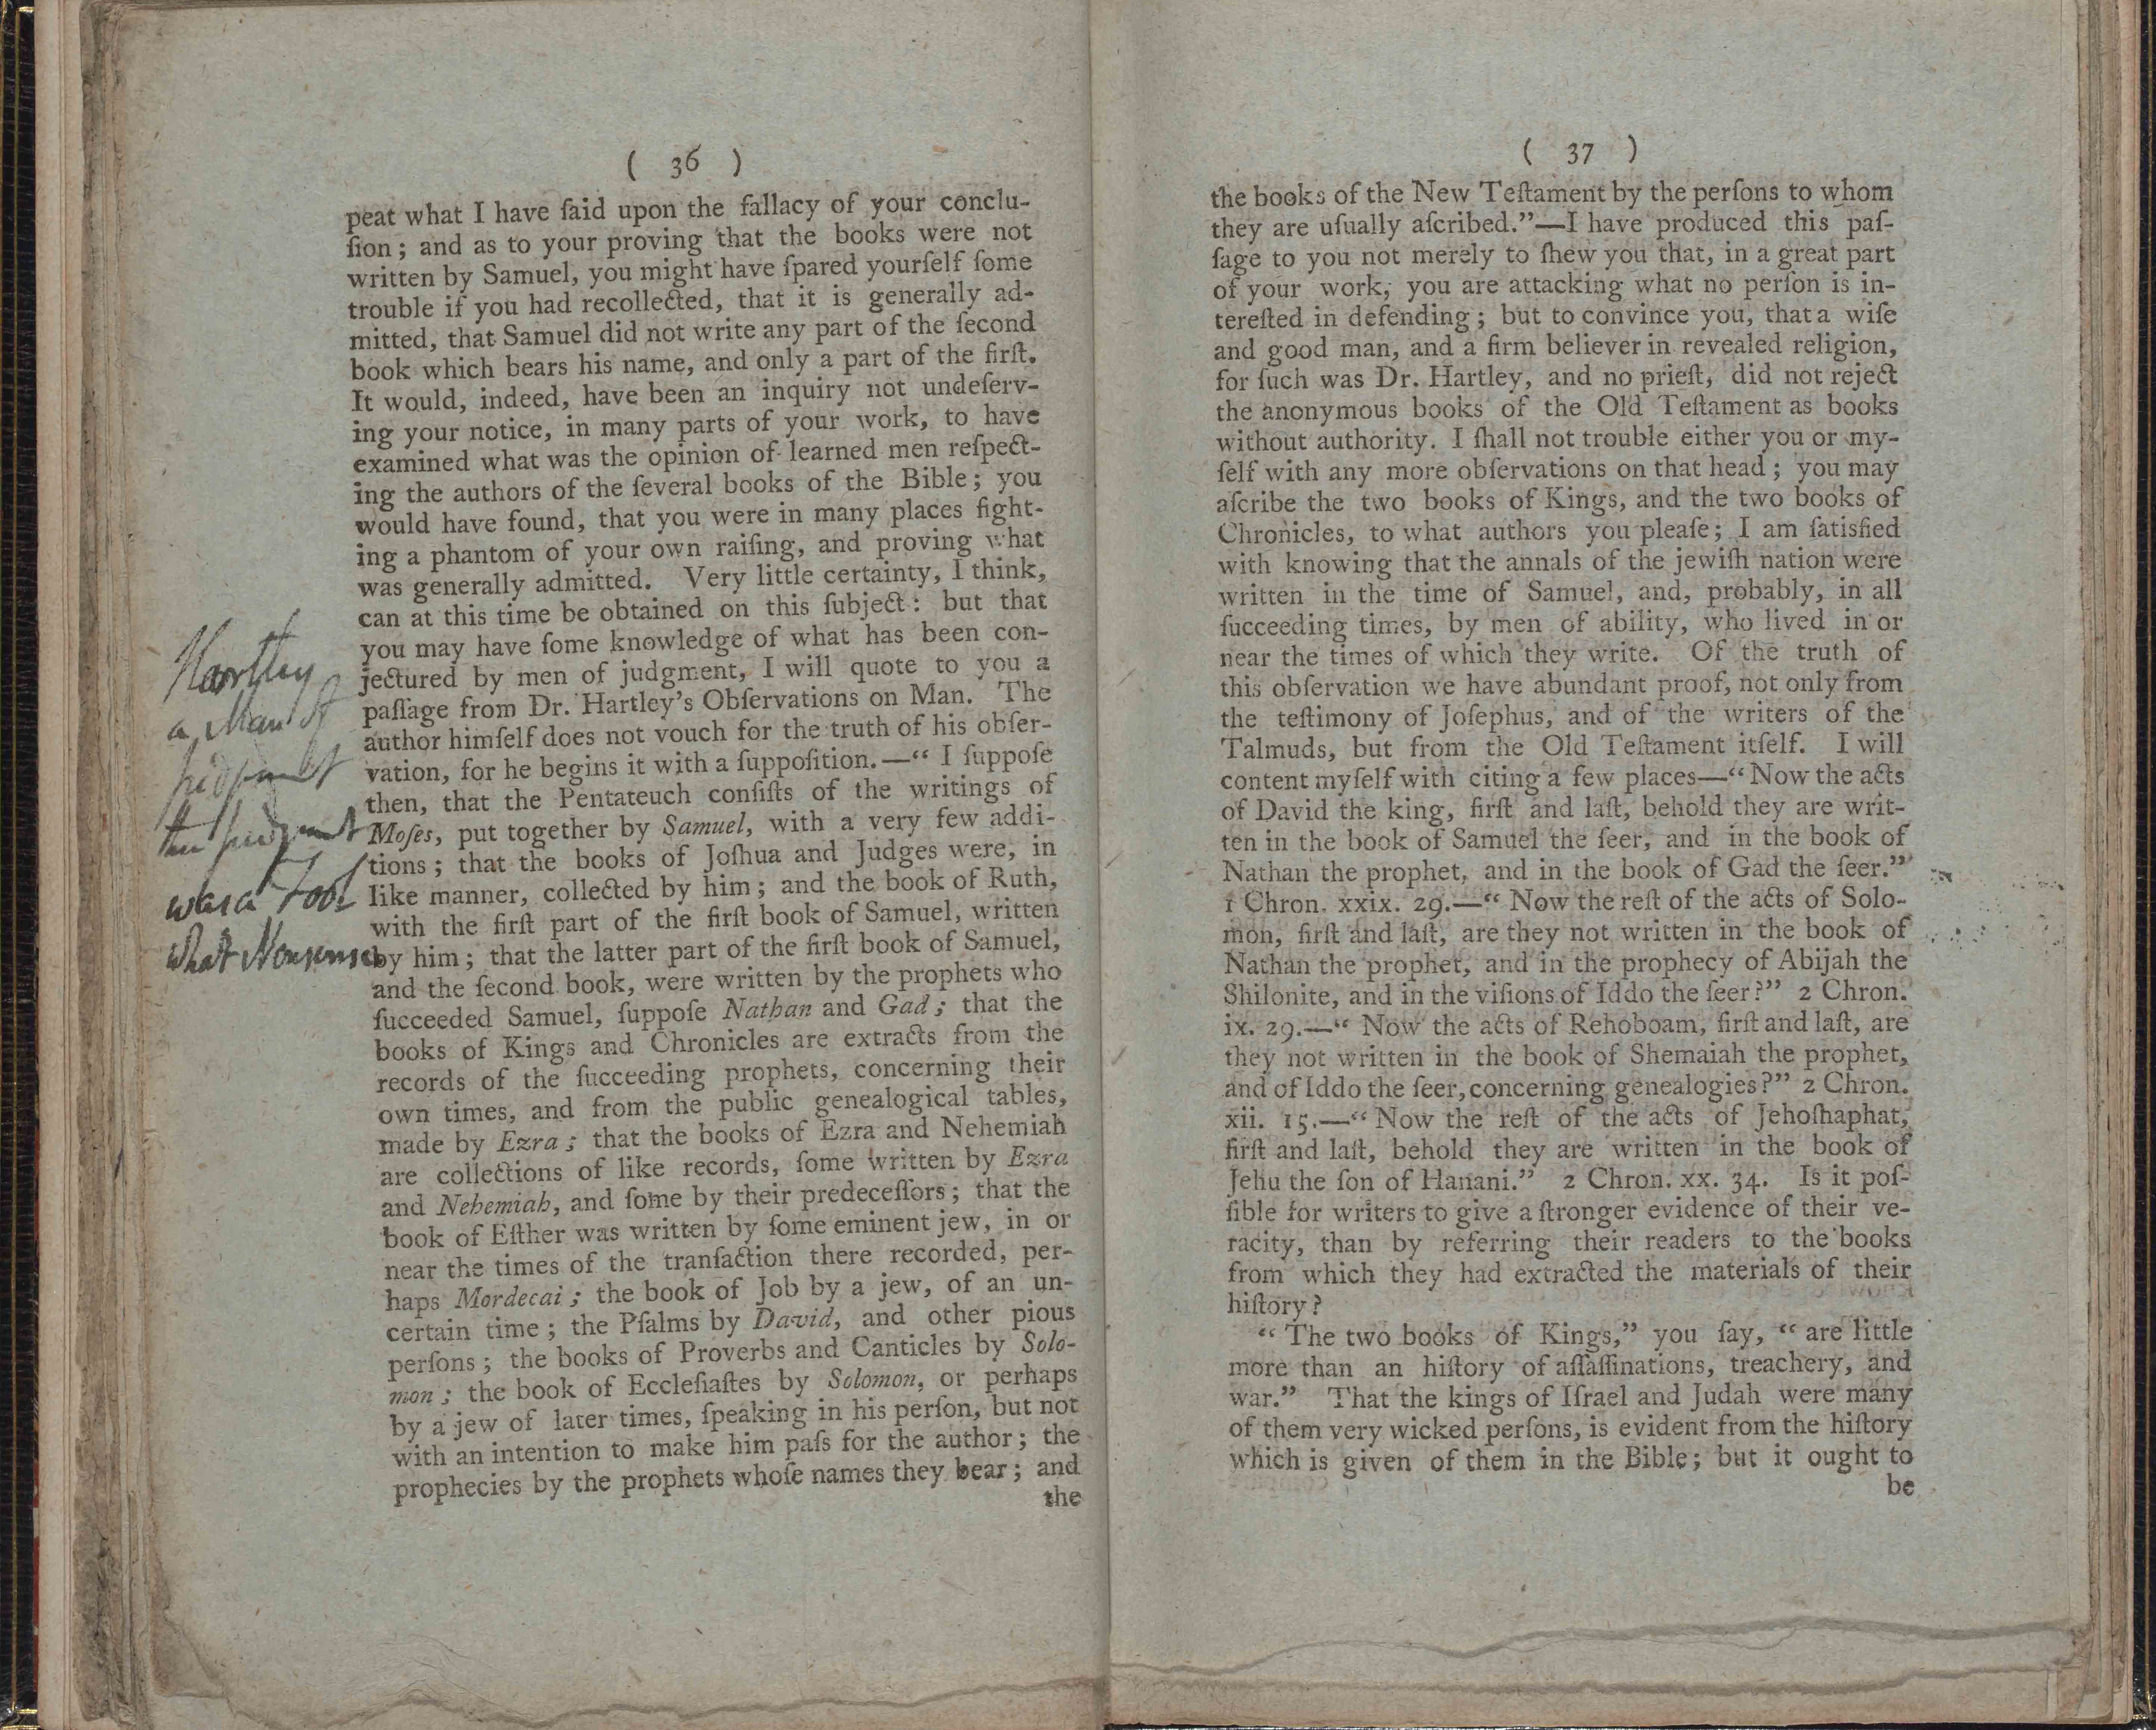 ( 36 )
peat what I have ſaid upon the fallacy of your conclu-
ſion; and as to your proving that the books were not
written by Samuel, you might have ſpared yourſelf ſome
trouble if you had recollected, that it is generally ad-
mitted, that Samuel did not write any part of the ſecond
book which bears his name, and only a part of the firſt.
It would, indeed, have been an inquiry not undeſerv-
ing your notice, in many parts of your work, to have
examined what was the opinion of learned men reſpect-
ing the authors of the ſeveral books of the Bible; you
would have found, that you were in many places fight-
ing a phantom of your own raiſing, and proving what
was generally admitted. Very little certainty, I think,
can at this time be obtained on this ſubject: but that
you may have ſome knowledge of what has been con-
jectured by men of judgment, I will quote to you a
paſſage from Dr. Hartley's Obſervations on Man. The
author himſelf does not vouch for the truth of his obſer-
vation, for he begins it with a ſuppoſition.—“ I ſuppoſe
then, that the Pentateuch conſiſts of the writings of
Moſes, put together by Samuel, with a very few addi-
tions; that the books of Joſhua and Judges were, in
like manner, collected by him; and the book of Ruth,
with the firſt part of the firſt book of Samuel, written
by him; that the latter part of the firſt book of Samuel,
and the ſecond book, were written by the prophets who
ſucceeded Samuel, ſuppoſe Nathan and Gad; that the
books of Kings and Chronicles are extracts from the
records of the ſucceeding prophets, concerning their
own times, and from the public genealogical tables,
made by Ezra; that the books of Ezra and Nehemiah
are collections of like records, ſome written by Ezra
and Nehemiah, and ſome by their predeceſſors; that the
book of Eſther was written by ſome eminent jew, in or
near the times of the tranſaction there recorded, per-
haps Mordecai; the book of Job by a jew, of an un-
certain time; the Pſalms by David, and other pious
perſons; the books of Proverbs and Canticles by Solo-
mon; the book of Eccleſiaſtes by Solomon, or perhaps
by a jew of later times, ſpeaking in his perſon, but not
with an intention to make him paſs for the author; the
prophecies by the prophets whoſe names they bear; and
the
Hartley
a Man of
judgment
then judgment
was a Fool
what Nonsense
( 37 )
the books of the New Teſtament by the perſons to whom
they are uſually aſcribed.”—I have produced this paſ-
ſage to you not merely to ſhew you that, in a great part
of your work, you are attacking what no perſon is in-
tereſted in defending; but to convince you, that a wiſe
and good man, and a firm believer in revealed religion,
for ſuch was Dr. Hartley, and no prieſt, did not reject
the anonymous books of the Old Teſtament as books
without authority. I ſhall not trouble either you or my-
ſelf with any more obſervations on that head; you may
aſcribe the two books of Kings, and the two books of
Chronicles, to what authors you pleaſe; I am ſatisfied
with knowing that the annals of the jewiſh nation were
written in the time of Samuel, and, probably, in all
ſucceeding times, by men of ability, who lived in or
near the times of which they write. Of the truth of
this obſervation we have abundant proof, not only from
the teſtimony of Joſephus, and of the writers of the
Talmuds, but from the Old Teſtament itſelf. I will
content myſelf with citing a few places—“ Now the acts
of David the king, firſt and laſt, behold they are writ-
ten in the book of Samuel the ſeer, and in the book of
Nathan the prophet, and in the book of Gad the ſeer.”
1 Chron. xxix. 29.—“ Now the reſt of the acts of Solo-
mon, firſt and laſt, are they not written in the book of
Nathan the prophet, and in the prophecy of Abijah the
Shilonite, and in the viſions of Iddo the ſeer?” 2 Chron.
ix. 29.—“ Now the acts of Rehoboam, firſt and laſt, are
they not written in the book of Shemaiah the prophet,
and of Iddo the ſeer, concerning genealogies?” 2 Chron.
xii. 15.—“ Now the reſt of the acts of Jehoſhaphat,
firſt and laſt, behold they are written in the book of
Jehu the ſon of Hanani.” 2 Chron. xx. 34. Is it poſ-
ſible for writers to give a ſtronger evidence of their ve-
racity, than by referring their readers to the books
from which they had extracted the materials of their
hiſtory?
“ The two books of Kings,” you ſay, “ are little
more than an hiſtory of aſſaſſinations, treachery, and
war.” That the kings of Iſrael and Judah were many
of them very wicked perſons, is evident from the hiſtory
which is given of them in the Bible; but it ought to
be